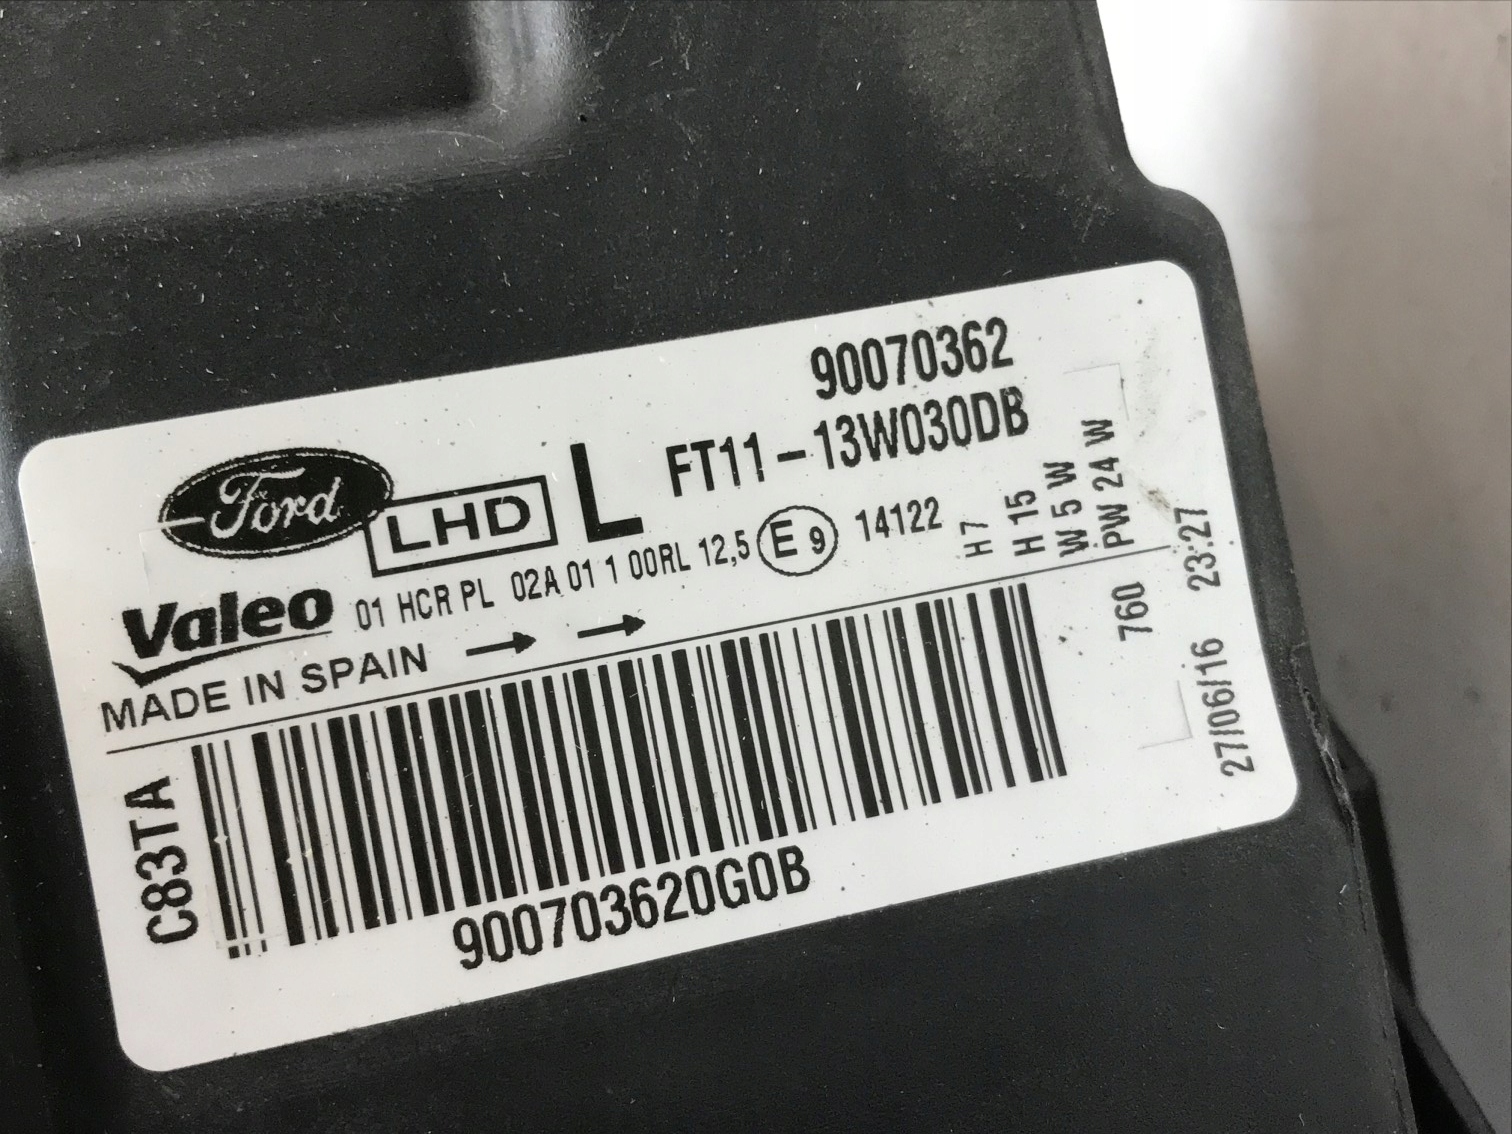 90070362
Ford
LHD
L
FT11-13W030DB
Valeo
01 HCR PL 02A 01 1 00RL 12,5 E9 14122
H7
H 15
W 5 W
PW 24 W
MADE IN SPAIN
760
27/06/16 23:27
C83TA
900703620G0B